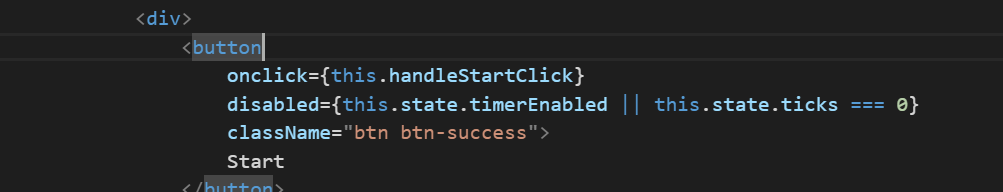 <div>
<button
onclick={this.handleStartClick}
disabled={this.state.timerEnabled || this.state.ticks === 0}
className="btn btn-success">
Start
</button>